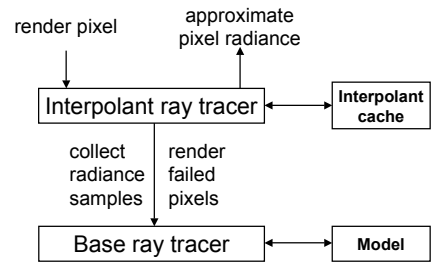 render pixel
approximate
pixel radiance
Interpolant ray tracer
Interpolant
cache
collect
radiance
samples
render
failed
pixels
Base ray tracer
Model